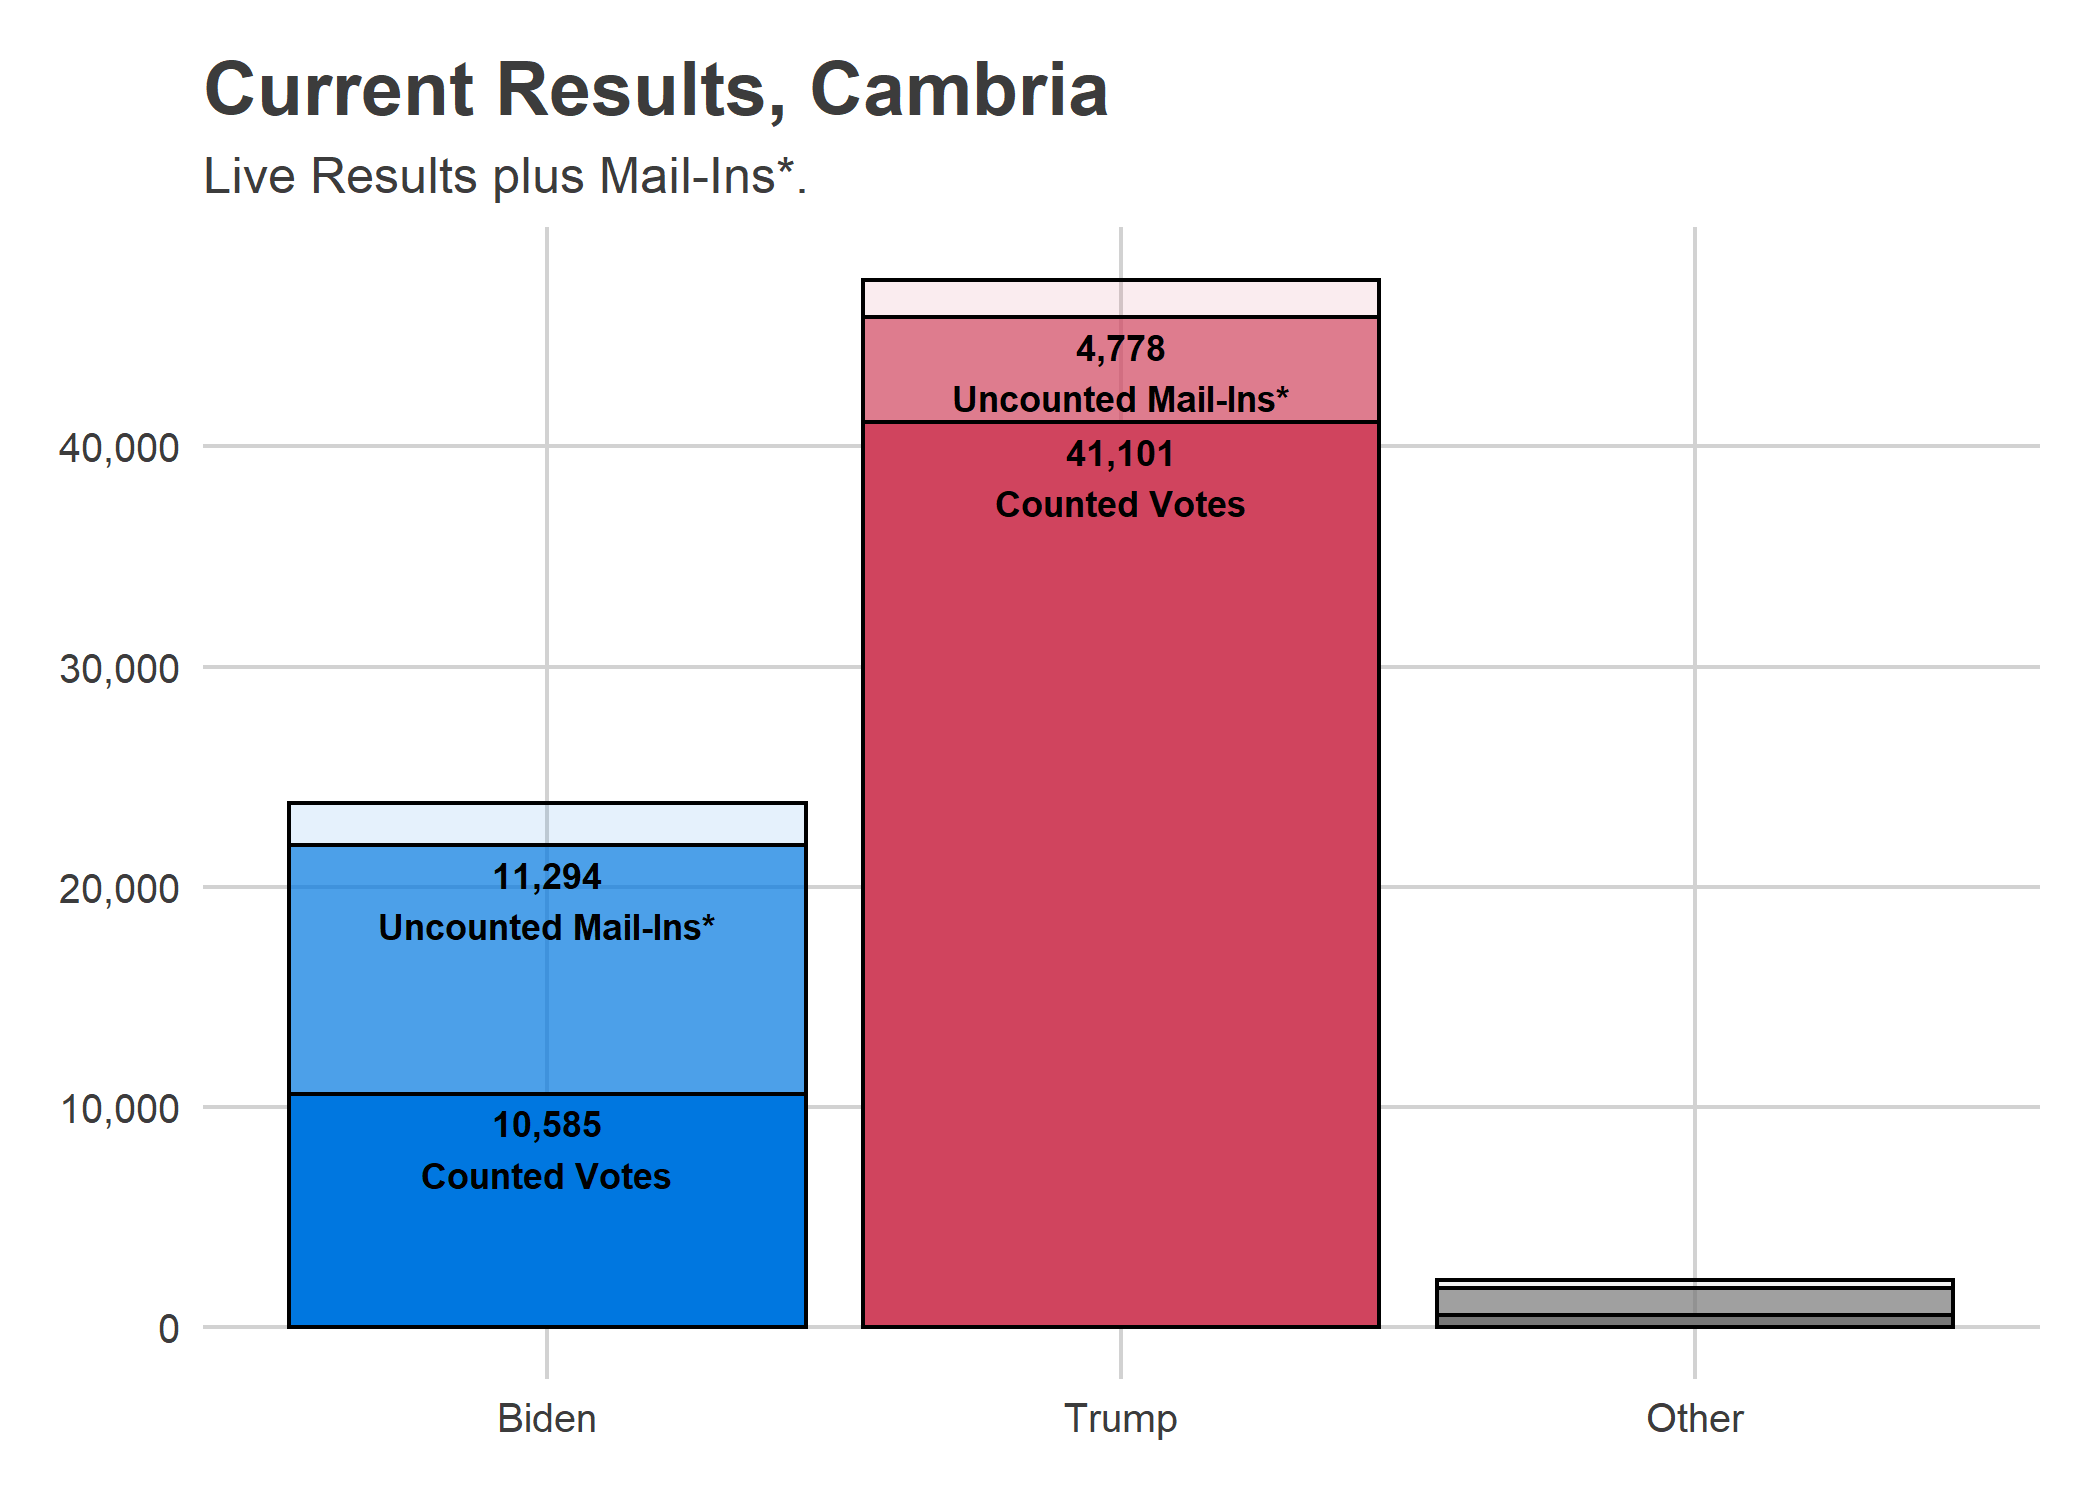 Current Results, Cambria
Live Results plus Mail-Ins*.
40,000
30,000
20,000
10,000
0
11,294
Uncounted Mail-Ins*
10,585
Counted Votes
4,778
Uncounted Mail-Ins*
41,101
Counted Votes
Biden
Trump
Other